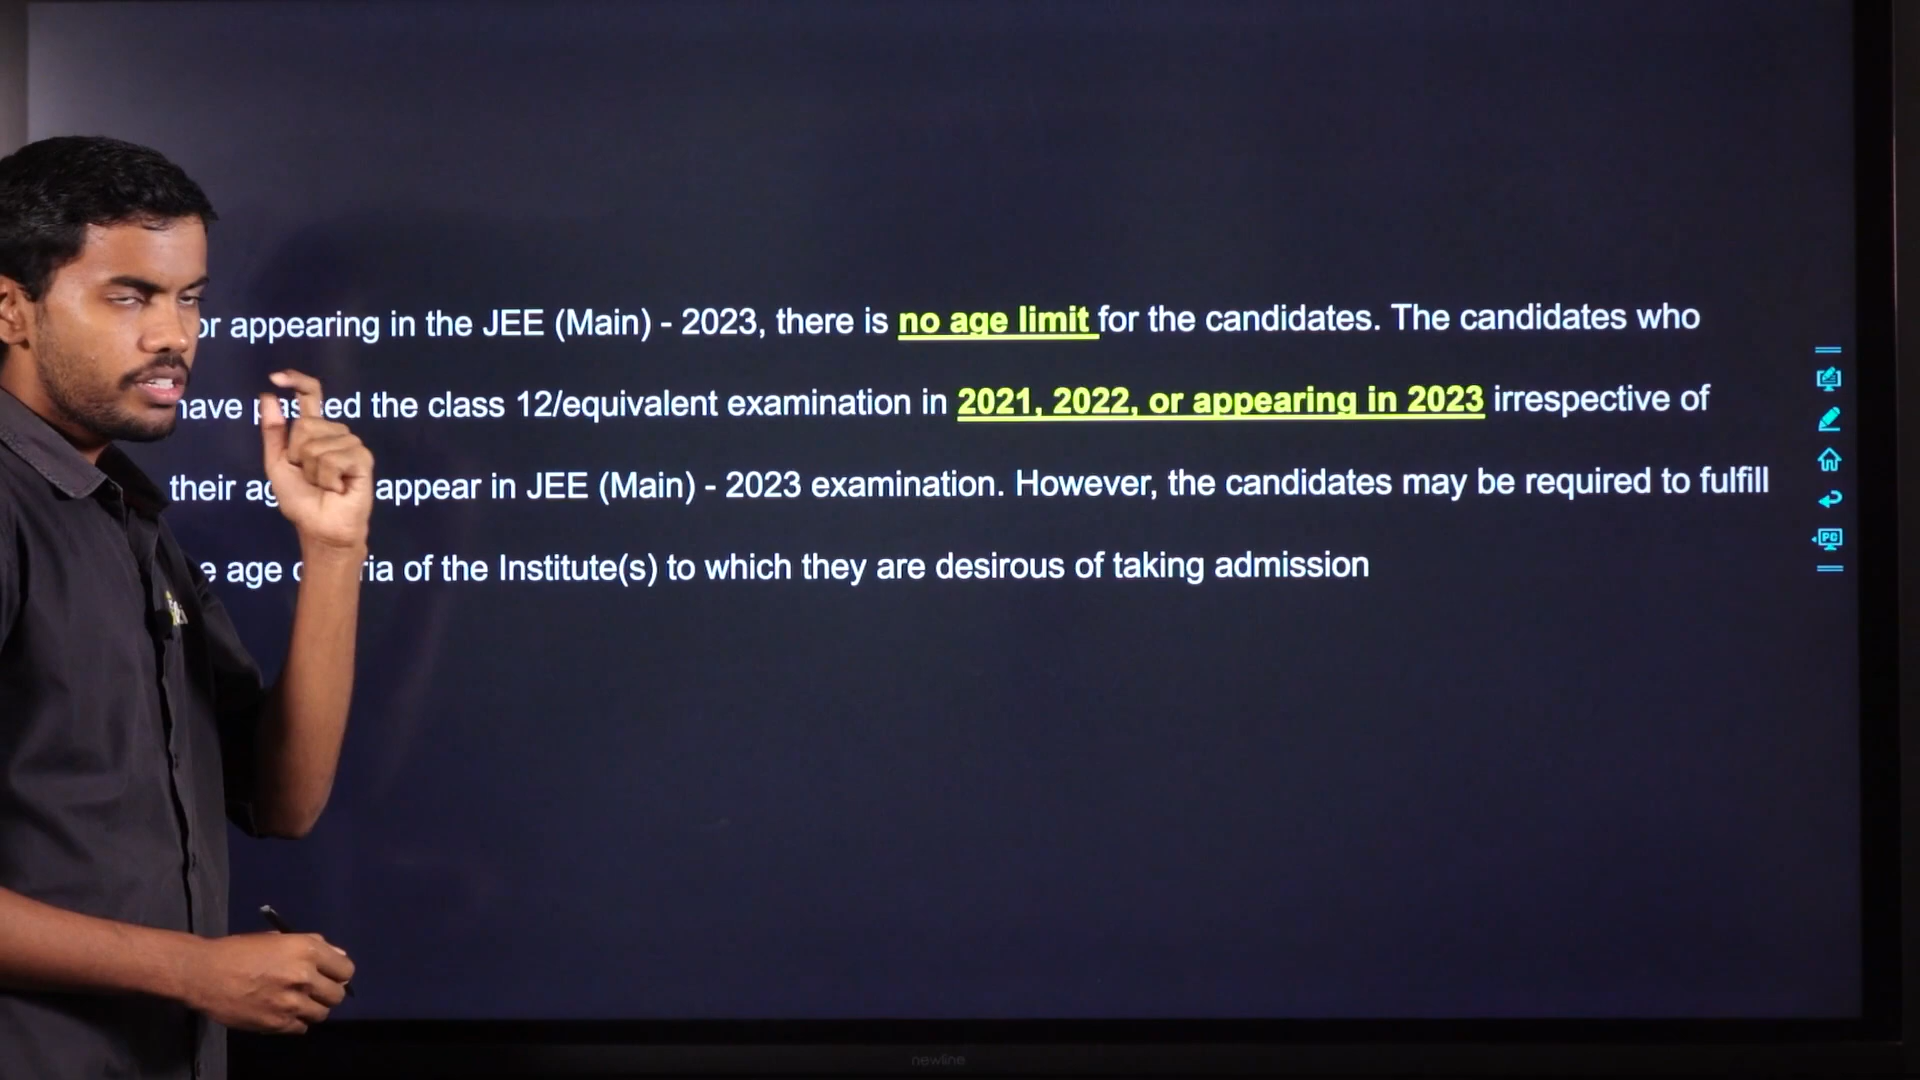 or appearing in the JEE (Main) - 2023, there is no age limit for the candidates. The candidates who
have passed the class 12/equivalent examination in 2021, 2022, or appearing in 2023 irrespective of
their appear in JEE (Main) - 2023 examination. However, the candidates may be required to fulfill
age of the Institute(s) to which they are desirous of taking admission
PC
newline